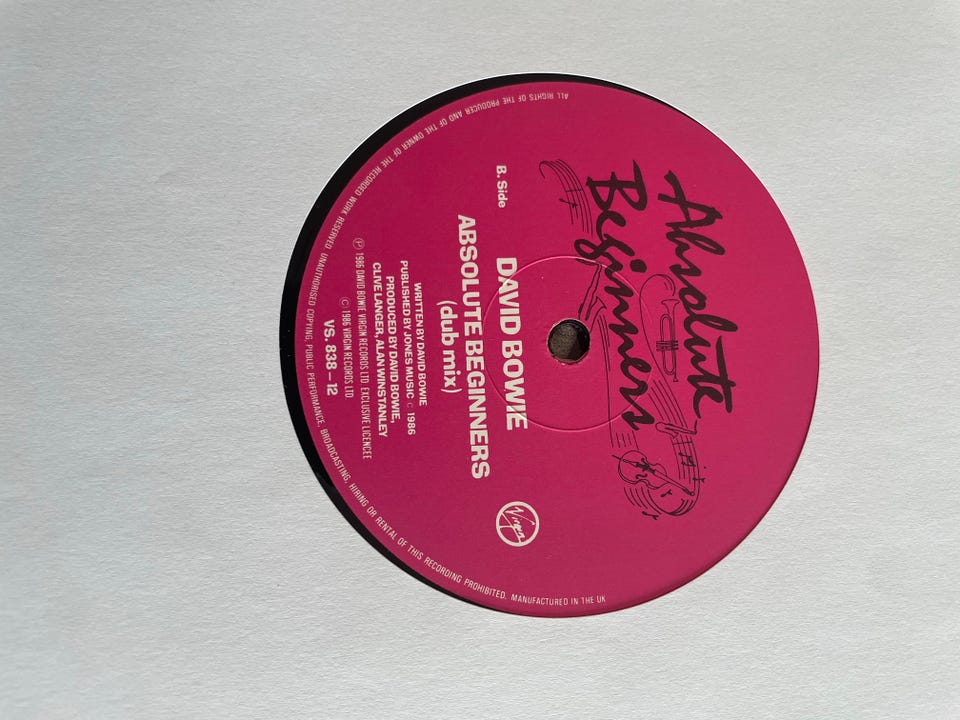 Absolute
Beginners
B. Side
DAVID BOWIE
ABSOLUTE BEGINNERS
(dub mix)
Virgin
WRITTEN BY DAVID BOWIE
PUBLISHED BY JONES MUSIC © 1986
PRODUCED BY DAVID BOWIE,
CLIVE LANGER, ALAN WINSTANLEY
℗ 1986 DAVID BOWIE VIRGIN RECORDS LTD EXCLUSIVE LICENCEE
© 1986 VIRGIN RECORDS LTD.
VS. 838 – 12
ALL RIGHTS OF THE PRODUCER AND OF THE OWNER OF THE RECORDED WORK RESERVED. UNAUTHORISED COPYING, PUBLIC PERFORMANCE, BROADCASTING, HIRING OR RENTAL OF THIS RECORDING PROHIBITED. MANUFACTURED IN THE UK